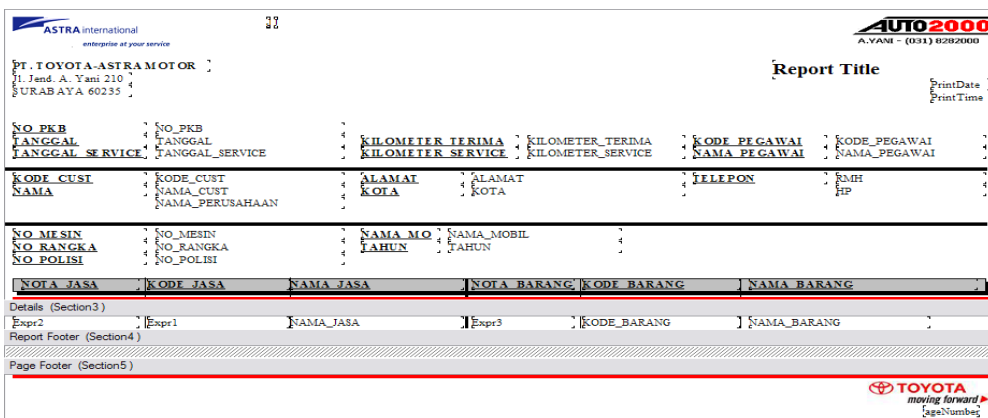 ASTRA international
enterprise at your service
AUTO2000
A.YANI - (031) 8282000
PT. TOYOTA-ASTRA MOTOR
Jl. Jend. A. Yani 210
SURABAYA 60235
Report Title
PrintDate
PrintTime
NO PKB NO_PKB
TANGGAL TANGGAL KILOMETER TERIMA KILOMETER_TERIMA KODE PEGAWAI KODE_PEGAWAI
TANGGAL SERVICE TANGGAL_SERVICE KILOMETER SERVICE KILOMETER_SERVICE NAMA PEGAWAI NAMA_PEGAWAI
KODE CUST KODE_CUST ALAMAT ALAMAT TELEPON RMH
NAMA NAMA_CUST KOTA KOTA HP
NAMA_PERUSAHAAN
NO MESIN NO_MESIN NAMA MO NAMA_MOBIL
NO RANGKA NO_RANGKA TAHUN TAHUN
NO POLISI NO_POLISI
NOTA JASA KODE JASA NAMA JASA NOTA BARANG KODE BARANG NAMA BARANG
Details (Section3)
Expr2 Expr1 NAMA_JASA Expr3 KODE_BARANG NAMA_BARANG
Report Footer (Section4)
Page Footer (Section5)
TOYOTA
moving forward
ageNumber